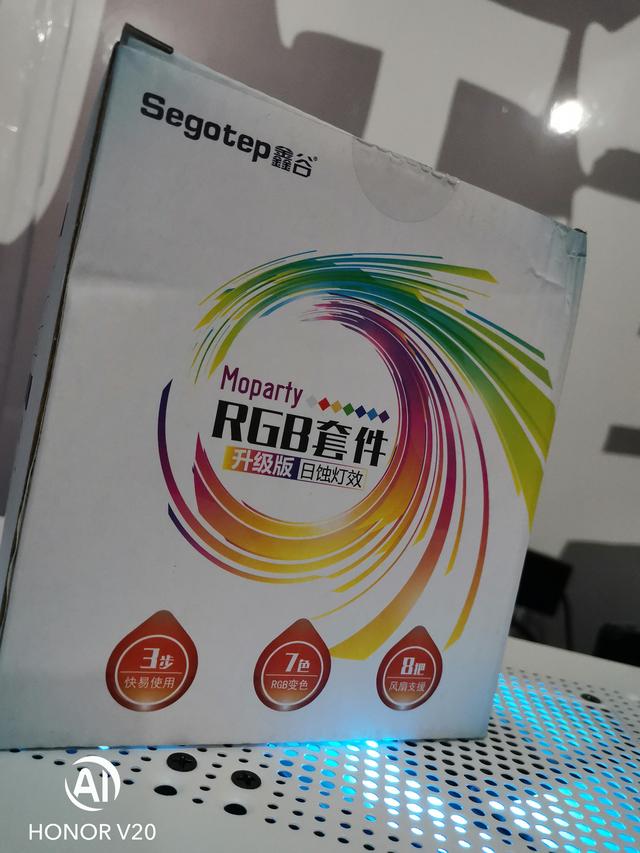 Segotep鑫谷®
Moparty
RGB套件
升级版 日蚀灯效
3步
快易使用
7色
RGB变色
8把
风扇支援
AI
HONOR V20